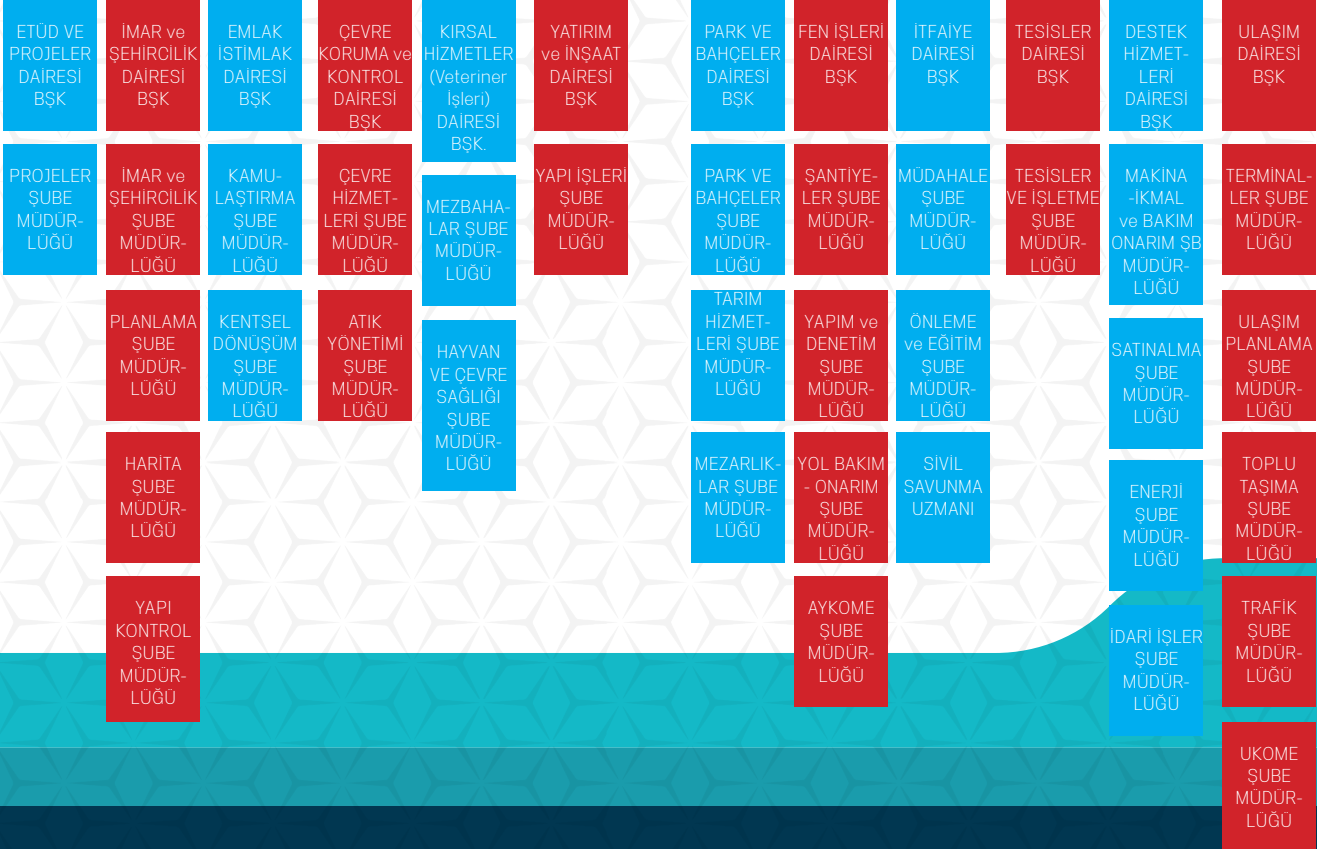 ETÜD VE
PROJELER
DAİRESİ
BŞK
PROJELER
ŞUBE
MÜDÜR-
LÜĞÜ
İMAR ve
ŞEHİRCİLİK
DAİRESİ
BŞK
İMAR ve
ŞEHİRCİLİK
ŞUBE
MÜDÜR-
LÜĞÜ
PLANLAMA
ŞUBE
MÜDÜR-
LÜĞÜ
HARİTA
ŞUBE
MÜDÜR-
LÜĞÜ
YAPI
KONTROL
ŞUBE
MÜDÜR-
LÜĞÜ
EMLAK
İSTİMLAK
DAİRESİ
BŞK
KAMU-
LAŞTIRMA
ŞUBE
MÜDÜR-
LÜĞÜ
KENTSEL
DÖNÜŞÜM
ŞUBE
MÜDÜR-
LÜĞÜ
ÇEVRE
KORUMA ve
KONTROL
DAİRESİ
BŞK
ÇEVRE
HİZMET-
LERİ ŞUBE
MÜDÜR-
LÜĞÜ
ATIK
YÖNETİMİ
ŞUBE
MÜDÜR-
LÜĞÜ
KIRSAL
HİZMETLER
(Veteriner
İşleri)
DAİRESİ
BŞK.
MEZBAHA-
LAR ŞUBE
MÜDÜR-
LÜĞÜ
HAYVAN
VE ÇEVRE
SAĞLIĞI
ŞUBE
MÜDÜR-
LÜĞÜ
YATIRIM
ve İNŞAAT
DAİRESİ
BŞK
YAPI İŞLERİ
ŞUBE
MÜDÜR-
LÜĞÜ
PARK VE
BAHÇELER
DAİRESİ
BŞK
PARK VE
BAHÇELER
ŞUBE
MÜDÜR-
LÜĞÜ
TARIM
HİZMET-
LERİ ŞUBE
MÜDÜR-
LÜĞÜ
MEZARLIK-
LAR ŞUBE
MÜDÜR-
LÜĞÜ
FEN İŞLERİ
DAİRESİ
BŞK
ŞANTİYE-
LER ŞUBE
MÜDÜR-
LÜĞÜ
YAPIM ve
DENETİM
ŞUBE
MÜDÜR-
LÜĞÜ
YOL BAKIM
- ONARIM
ŞUBE
MÜDÜR-
LÜĞÜ
AYKOME
ŞUBE
MÜDÜR-
LÜĞÜ
İTFAİYE
DAİRESİ
BŞK
MÜDAHALE
ŞUBE
MÜDÜR-
LÜĞÜ
ÖNLEME
ve EĞİTİM
ŞUBE
MÜDÜR-
LÜĞÜ
SİVİL
SAVUNMA
UZMANI
TESİSLER
DAİRESİ
BŞK
TESİSLER
VE İŞLETME
ŞUBE
MÜDÜR-
LÜĞÜ
DESTEK
HİZMET-
LERİ
DAİRESİ
BŞK
MAKİNA
-İKMAL
ve BAKIM
ONARIM ŞB
MÜDÜR-
LÜĞÜ
SATINALMA
ŞUBE
MÜDÜR-
LÜĞÜ
ENERJİ
ŞUBE
MÜDÜR-
LÜĞÜ
İDARİ İŞLER
ŞUBE
MÜDÜR-
LÜĞÜ
ULAŞIM
DAİRESİ
BŞK
TERMİNAL-
LER ŞUBE
MÜDÜR-
LÜĞÜ
ULAŞIM
PLANLAMA
ŞUBE
MÜDÜR-
LÜĞÜ
TOPLU
TAŞIMA
ŞUBE
MÜDÜR-
LÜĞÜ
TRAFİK
ŞUBE
MÜDÜR-
LÜĞÜ
UKOME
ŞUBE
MÜDÜR-
LÜĞÜ